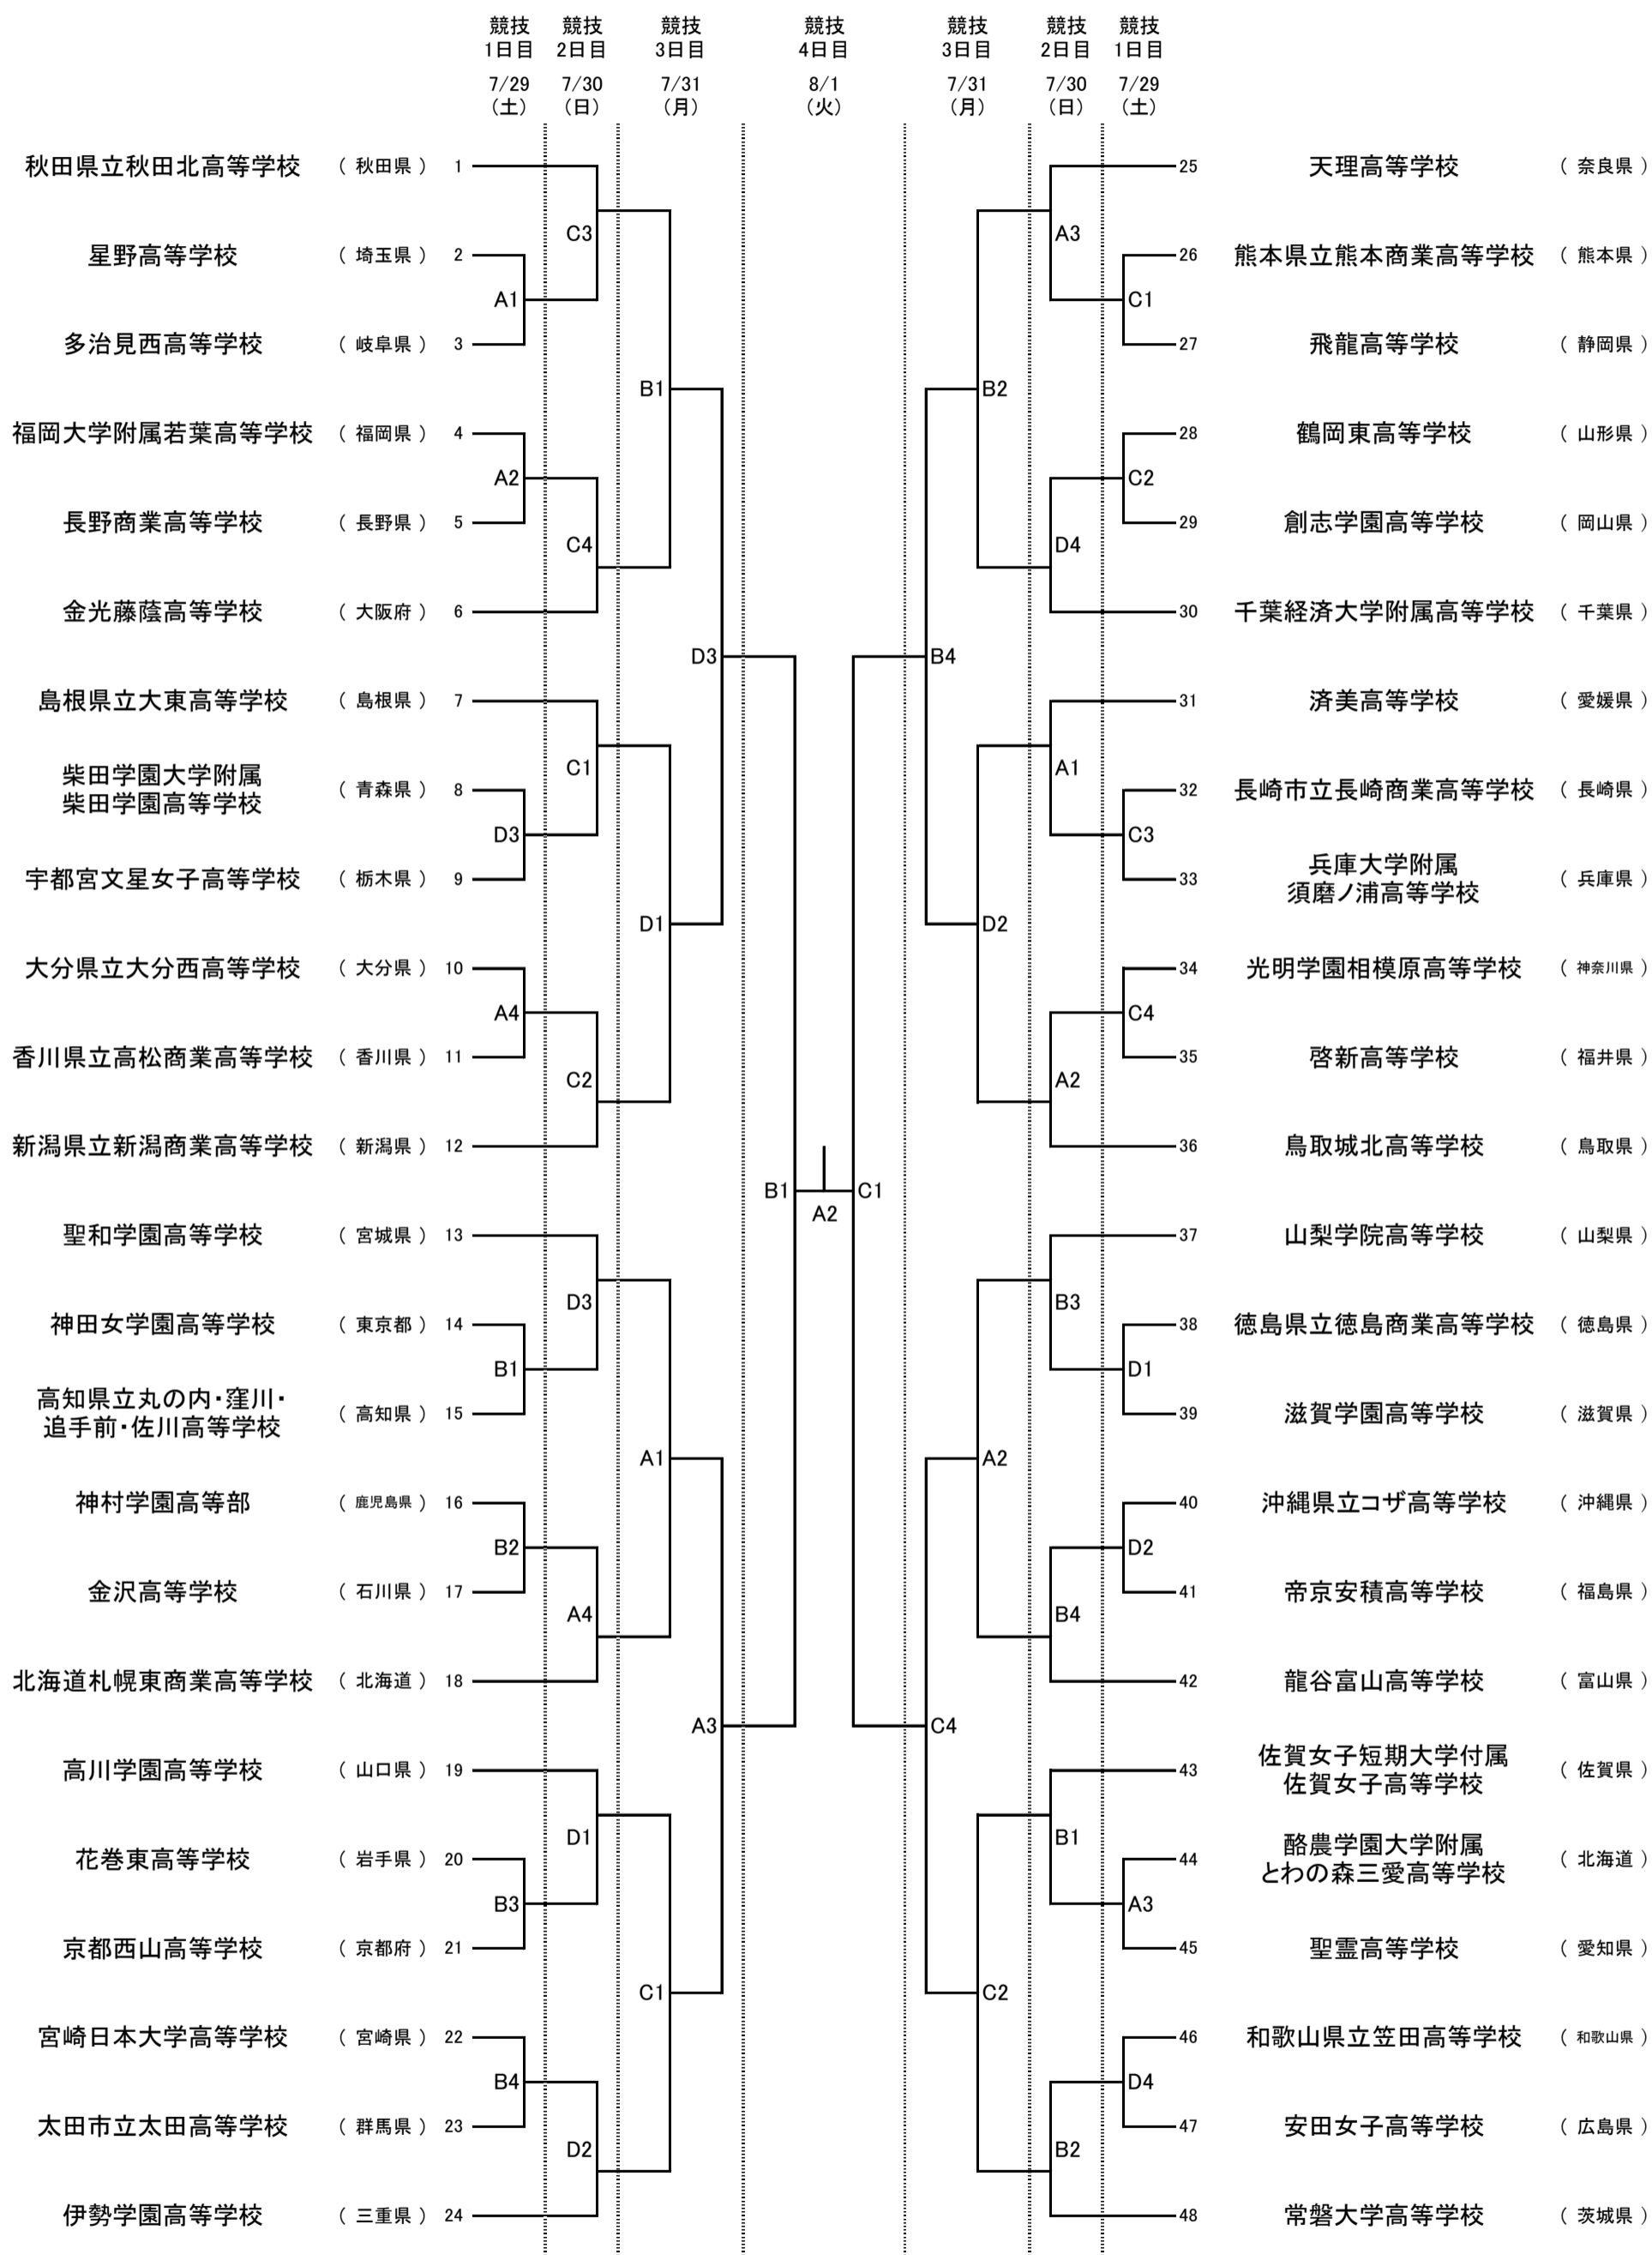 競技 競技 競技 競技 競技 競技 競技
1日目 2日目 3日目 4日目 3日目 2日目 1日目
7/29 7/30 7/31 8/1 7/31 7/30 7/29
（土） （日） （月） （火） （月） （日） （土）
秋田県立秋田北高等学校 （ 秋田県 ） 1 25 天理高等学校 （ 奈良県 ）
C3 A3
星野高等学校 （ 埼玉県 ） 2 26 熊本県立熊本商業高等学校 （ 熊本県 ）
A1 C1
多治見西高等学校 （ 岐阜県 ） 3 27 飛龍高等学校 （ 静岡県 ）
B1 B2
福岡大学附属若葉高等学校 （ 福岡県 ） 4 28 鶴岡東高等学校 （ 山形県 ）
A2 C2
長野商業高等学校 （ 長野県 ） 5 29 創志学園高等学校 （ 岡山県 ）
C4 D4
金光藤蔭高等学校 （ 大阪府 ） 6 30 千葉経済大学附属高等学校 （ 千葉県 ）
D3 B4
島根県立大東高等学校 （ 島根県 ） 7 31 済美高等学校 （ 愛媛県 ）
C1 A1
柴田学園大学附属
柴田学園高等学校 （ 青森県 ） 8 32 長崎市立長崎商業高等学校 （ 長崎県 ）
D3 C3
宇都宮文星女子高等学校 （ 栃木県 ） 9 33 兵庫大学附属
須磨ノ浦高等学校 （ 兵庫県 ）
D1 D2
大分県立大分西高等学校 （ 大分県 ） 10 34 光明学園相模原高等学校 （ 神奈川県 ）
A4 C4
香川県立高松商業高等学校 （ 香川県 ） 11 35 啓新高等学校 （ 福井県 ）
C2 A2
新潟県立新潟商業高等学校 （ 新潟県 ） 12 36 鳥取城北高等学校 （ 鳥取県 ）
B1 C1
A2
聖和学園高等学校 （ 宮城県 ） 13 37 山梨学院高等学校 （ 山梨県 ）
D3 B3
神田女学園高等学校 （ 東京都 ） 14 38 徳島県立徳島商業高等学校 （ 徳島県 ）
B1 D1
高知県立丸の内・窪川・
追手前・佐川高等学校 （ 高知県 ） 15 39 滋賀学園高等学校 （ 滋賀県 ）
A1 A2
神村学園高等部 （ 鹿児島県 ） 16 40 沖縄県立コザ高等学校 （ 沖縄県 ）
B2 D2
金沢高等学校 （ 石川県 ） 17 41 帝京安積高等学校 （ 福島県 ）
A4 B4
北海道札幌東商業高等学校 （ 北海道 ） 18 42 龍谷富山高等学校 （ 富山県 ）
A3 C4
高川学園高等学校 （ 山口県 ） 19 43 佐賀女子短期大学付属
佐賀女子高等学校 （ 佐賀県 ）
D1 B1
花巻東高等学校 （ 岩手県 ） 20 44 酪農学園大学附属
とわの森三愛高等学校 （ 北海道 ）
B3 A3
京都西山高等学校 （ 京都府 ） 21 45 聖霊高等学校 （ 愛知県 ）
C1 C2
宮崎日本大学高等学校 （ 宮崎県 ） 22 46 和歌山県立笠田高等学校 （ 和歌山県 ）
B4 D4
太田市立太田高等学校 （ 群馬県 ） 23 47 安田女子高等学校 （ 広島県 ）
D2 B2
伊勢学園高等学校 （ 三重県 ） 24 48 常磐大学高等学校 （ 茨城県 ）